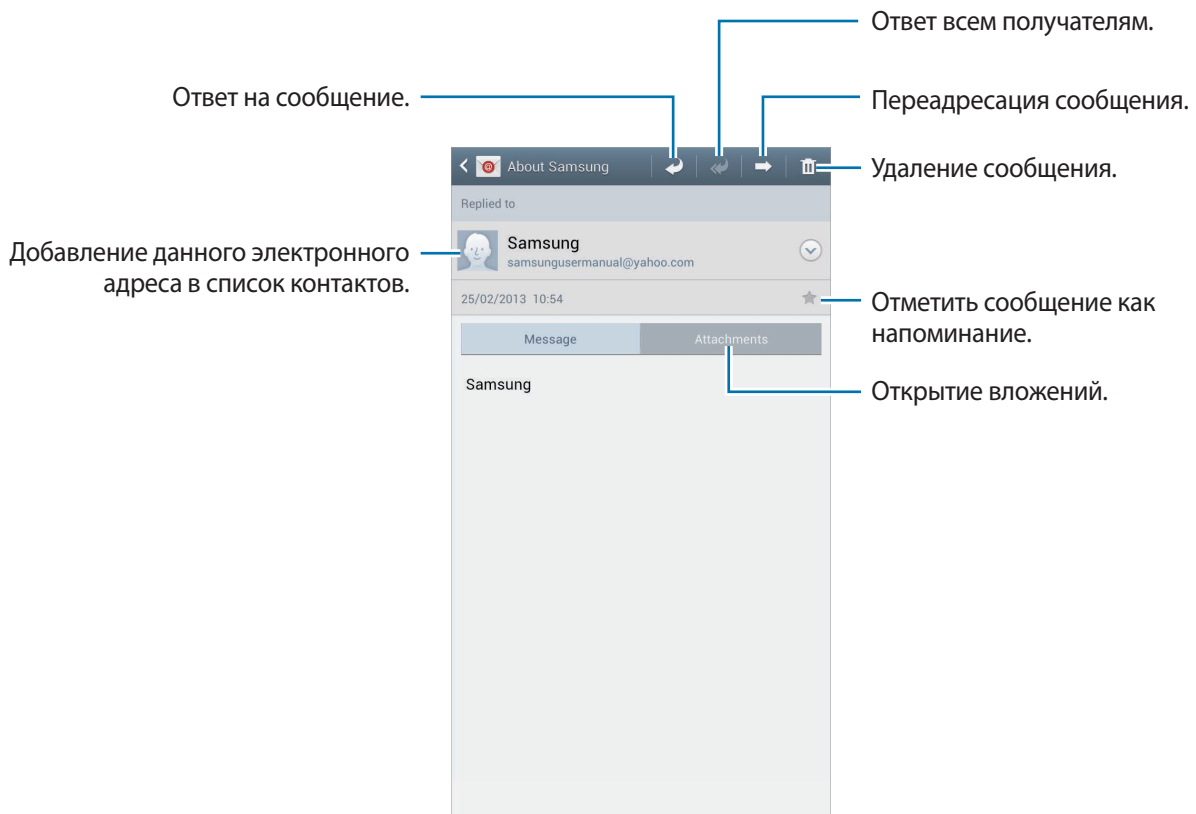 Ответ всем получателям.
Ответ на сообщение.
Переадресация сообщения.
About Samsung
Удаление сообщения.
Replied to
Добавление данного электронного
адреса в список контактов.
Samsung
samsungusermanual@yahoo.com
25/02/2013 10:54
Отметить сообщение как
напоминание.
Message
Attachments
Samsung
Открытие вложений.